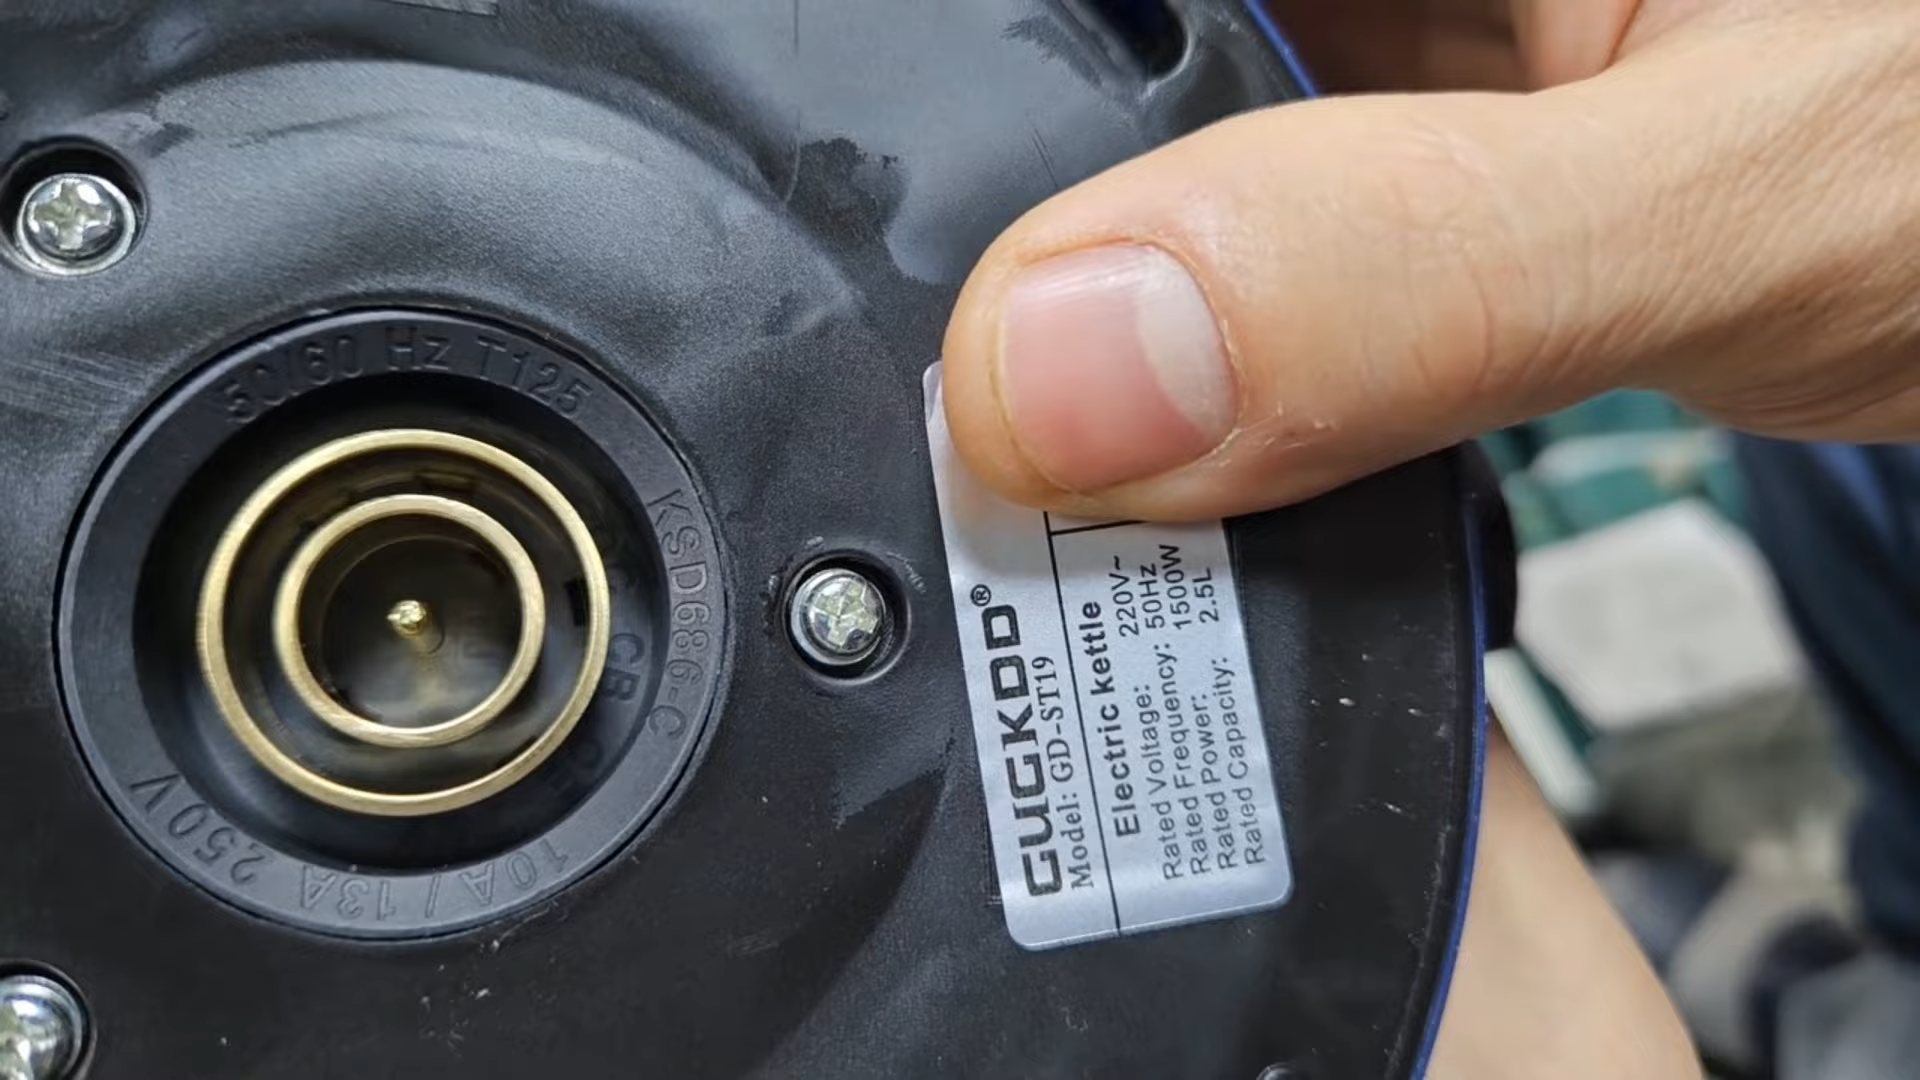 50/60 Hz T125
KSD686-C
10A/13A 250V
GUGKDD®
Model: GD-ST19
Electric kettle
Rated Voltage: 220V~
Rated Frequency: 50Hz
Rated Power: 1500W
Rated Capacity: 2.5L